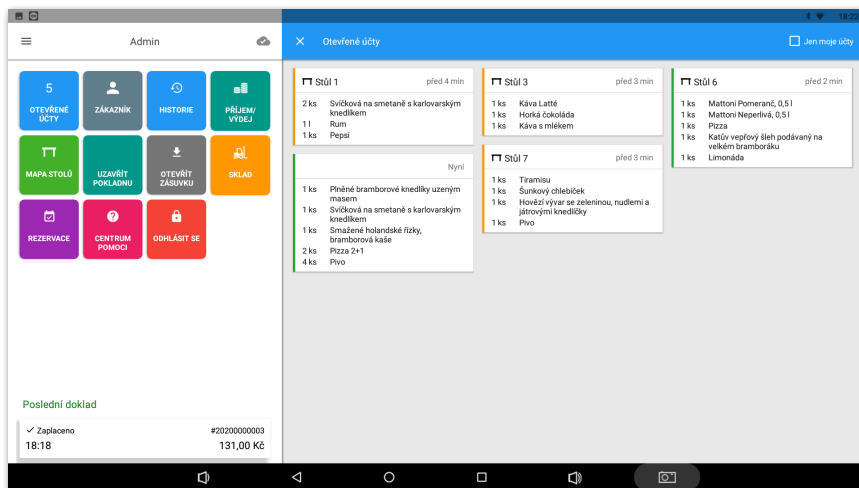 18:22
Admin
Otevřené účty
Jen moje účty
5
OTEVŘENÉ
ÚČTY
ZÁKAZNÍK
HISTORIE
PŘÍJEM/
VÝDEJ
MAPA STOLŮ
UZAVŘÍT
POKLADNU
OTEVŘÍT
ZÁSUVKU
SKLAD
REZERVACE
CENTRUM
POMOCI
ODHLÁSIT SE
Poslední doklad
Zaplaceno #20200000003
18:18 131,00 Kč
Stůl 1 před 4 min
2 ks Svíčková na smetaně s karlovarským
knedlíkem
1 l Rum
1 ks Pepsi
Nyní
1 ks Plněné bramborové knedlíky uzeným
masem
1 ks Svíčková na smetaně s karlovarským
knedlíkem
1 ks Smažené holandské řízky,
bramborová kaše
2 ks Pizza 2+1
4 ks Pivo
Stůl 3 před 3 min
1 ks Káva Latté
1 ks Horká čokoláda
1 ks Káva s mlékem
Stůl 7 před 3 min
1 ks Tiramisu
1 ks Šunkový chlebíček
1 ks Hovězí vývar se zeleninou, nudlemi a
játrovými knedlíčky
1 ks Pivo
Stůl 6 před 2 min
1 ks Mattoni Pomeranč, 0,5 l
1 ks Mattoni Neperlivá, 0,5 l
1 ks Pizza
1 ks Katův vepřový šleh podávaný na
velkém bramboráku
1 ks Limonáda